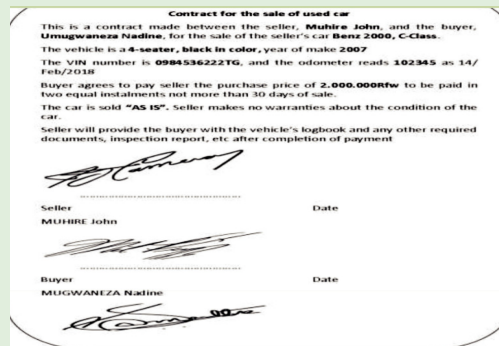 Contract for the sale of used car
This is a contract made between the seller, Muhire John, and the buyer,
Umugwaneza Nadine, for the sale of the seller's car Benz 2000, C-Class.
The vehicle is a 4-seater, black in color, year of make 2007
The VIN number is 0984536222TG, and the odometer reads 102345 as 14/
Feb/2018
Buyer agrees to pay seller the purchase price of 2.000.000Rfw to be paid in
two equal instalments not more than 30 days of sale.
The car is sold "AS IS". Seller makes no warranties about the condition of the
car.
Seller will provide the buyer with the vehicle's logbook and any other required
documents, inspection report, etc after completion of payment
Seller Date
MUHIRE John
Buyer Date
MUGWANEZA Nadine